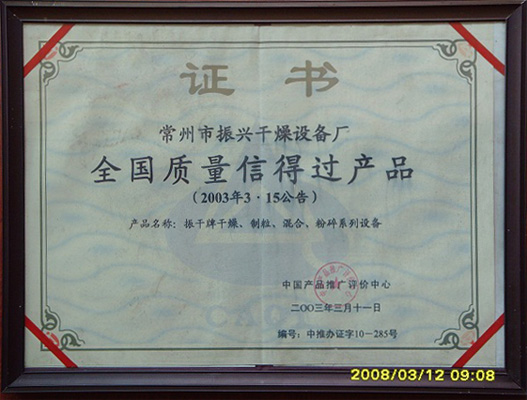 证书
常州市振兴干燥设备厂
全国质量信得过产品
（2003年3·15公告）
产品名称：振干牌干燥、制粒、混合、粉碎系列设备
中国产品推广评价中心
二〇〇三年三月十一日
编号：中推办证字10－285号
2008/03/12 09:08